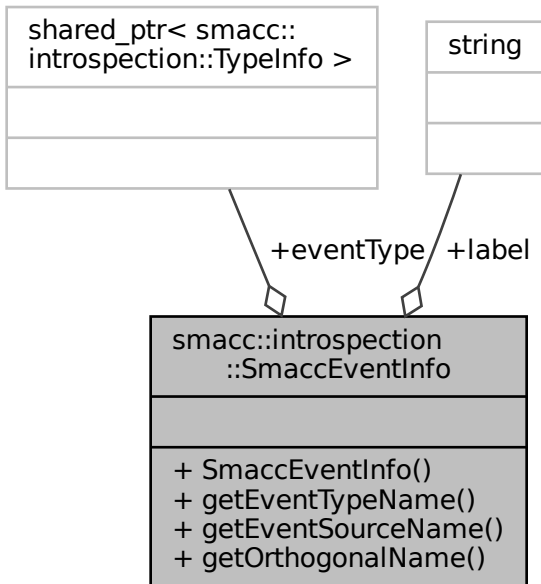 shared_ptr< smacc::
introspection::TypeInfo >
string
+eventType
+label
smacc::introspection
::SmaccEventInfo
+ SmaccEventInfo()
+ getEventTypeName()
+ getEventSourceName()
+ getOrthogonalName()